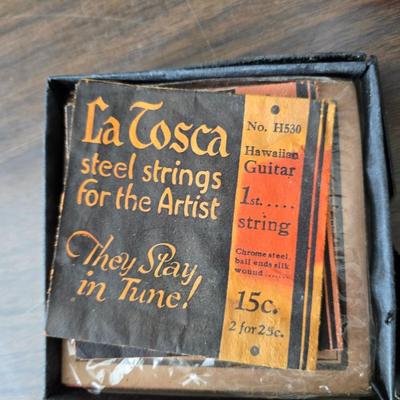 La Tosca
steel strings
for the Artist
They Stay
in Tune!
No. H530
Hawaiian
Guitar
1st.....
string
Chrome steel,
ball ends silk
wound.......
15c.
2 for 25c.